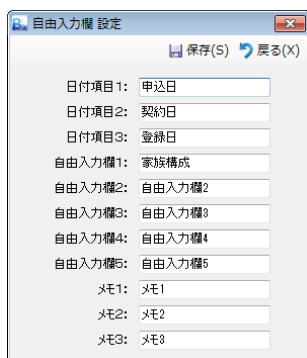 自由入力欄 設定
保存(S) 戻る(X)
日付項目1: 申込日
日付項目2: 契約日
日付項目3: 登録日
自由入力欄1: 家族構成
自由入力欄2: 自由入力欄2
自由入力欄3: 自由入力欄3
自由入力欄4: 自由入力欄4
自由入力欄5: 自由入力欄5
メモ1: メモ1
メモ2: メモ2
メモ3: メモ3